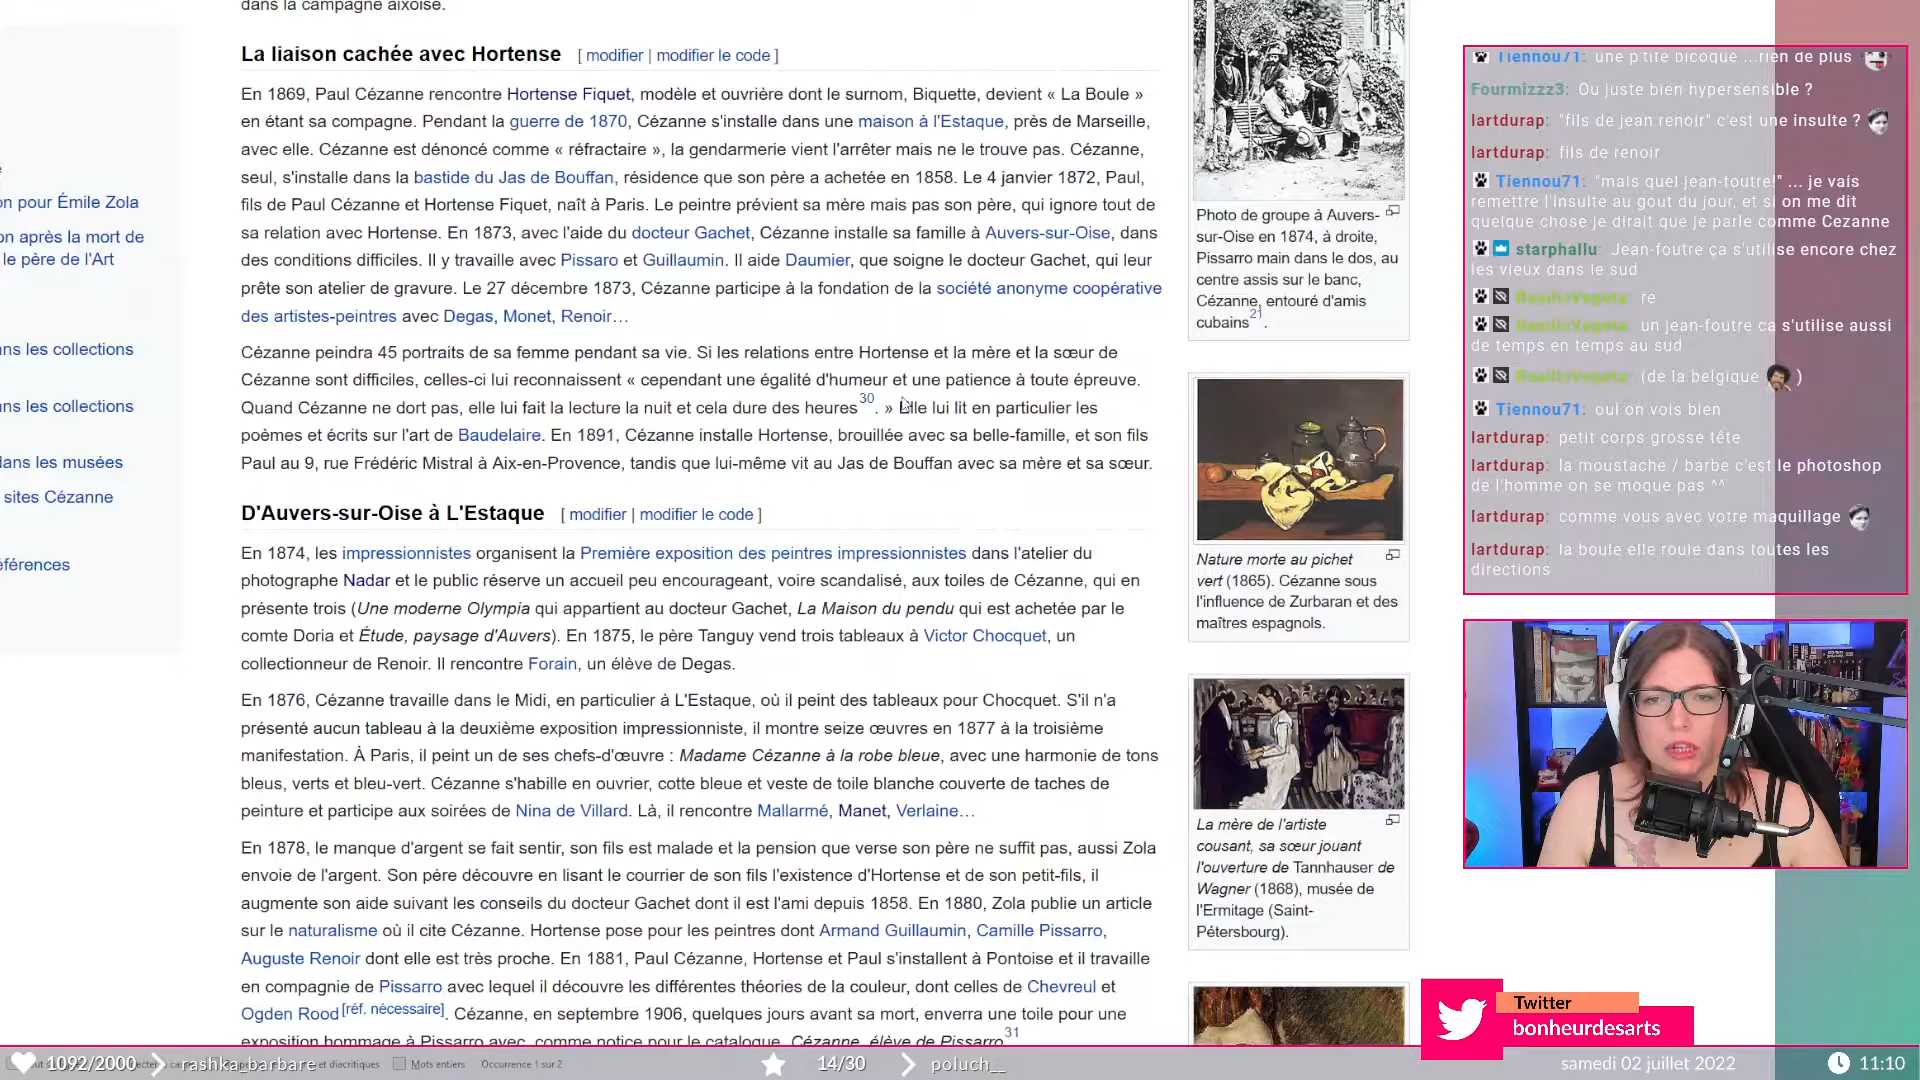 dans la campagne aixoise.
La liaison cachée avec Hortense [ modifier | modifier le code ]
En 1869, Paul Cézanne rencontre Hortense Fiquet, modèle et ouvrière dont le surnom, Biquette, devient « La Boule »
en étant sa compagne. Pendant la guerre de 1870, Cézanne s'installe dans une maison à l'Estaque, près de Marseille,
avec elle. Cézanne est dénoncé comme « réfractaire », la gendarmerie vient l'arrêter mais ne le trouve pas. Cézanne,
seul, s'installe dans la bastide du Jas de Bouffan, résidence que son père a achetée en 1858. Le 4 janvier 1872, Paul,
fils de Paul Cézanne et Hortense Fiquet, naît à Paris. Le peintre prévient sa mère mais pas son père, qui ignore tout de
sa relation avec Hortense. En 1873, avec l'aide du docteur Gachet, Cézanne installe sa famille à Auvers-sur-Oise, dans
des conditions difficiles. Il y travaille avec Pissaro et Guillaumin. Il aide Daumier, que soigne le docteur Gachet, qui leur
prête son atelier de gravure. Le 27 décembre 1873, Cézanne participe à la fondation de la société anonyme coopérative
des artistes-peintres avec Degas, Monet, Renoir…
Cézanne peindra 45 portraits de sa femme pendant sa vie. Si les relations entre Hortense et la mère et la sœur de
Cézanne sont difficiles, celles-ci lui reconnaissent « cependant une égalité d'humeur et une patience à toute épreuve.
Quand Cézanne ne dort pas, elle lui fait la lecture la nuit et cela dure des heures30. » Elle lui lit en particulier les
poèmes et écrits sur l'art de Baudelaire. En 1891, Cézanne installe Hortense, brouillée avec sa belle-famille, et son fils
Paul au 9, rue Frédéric Mistral à Aix-en-Provence, tandis que lui-même vit au Jas de Bouffan avec sa mère et sa sœur.
D'Auvers-sur-Oise à L'Estaque [ modifier | modifier le code ]
En 1874, les impressionnistes organisent la Première exposition des peintres impressionnistes dans l'atelier du
photographe Nadar et le public réserve un accueil peu encourageant, voire scandalisé, aux toiles de Cézanne, qui en
présente trois (Une moderne Olympia qui appartient au docteur Gachet, La Maison du pendu qui est achetée par le
comte Doria et Étude, paysage d'Auvers). En 1875, le père Tanguy vend trois tableaux à Victor Chocquet, un
collectionneur de Renoir. Il rencontre Forain, un élève de Degas.
En 1876, Cézanne travaille dans le Midi, en particulier à L'Estaque, où il peint des tableaux pour Chocquet. S'il n'a
présenté aucun tableau à la deuxième exposition impressionniste, il montre seize œuvres en 1877 à la troisième
manifestation. À Paris, il peint un de ses chefs-d'œuvre : Madame Cézanne à la robe bleue, avec une harmonie de tons
bleus, verts et bleu-vert. Cézanne s'habille en ouvrier, cotte bleue et veste de toile blanche couverte de taches de
peinture et participe aux soirées de Nina de Villard. Là, il rencontre Mallarmé, Manet, Verlaine…
En 1878, le manque d'argent se fait sentir, son fils est malade et la pension que verse son père ne suffit pas, aussi Zola
envoie de l'argent. Son père découvre en lisant le courrier de son fils l'existence d'Hortense et de son petit-fils, il
augmente son aide suivant les conseils du docteur Gachet dont il est l'ami depuis 1858. En 1880, Zola publie un article
sur le naturalisme où il cite Cézanne. Hortense pose pour les peintres dont Armand Guillaumin, Camille Pissarro,
Auguste Renoir dont elle est très proche. En 1881, Paul Cézanne, Hortense et Paul s'installent à Pontoise et il travaille
en compagnie de Pissarro avec lequel il découvre les différentes théories de la couleur, dont celles de Chevreul et
Ogden Rood[réf. nécessaire]. Cézanne, en septembre 1906, quelques jours avant sa mort, enverra une toile pour une
exposition hommage à Pissarro avec, comme notice pour le catalogue, Cézanne, élève de Pissarro31
on pour Émile Zola
on après la mort de
le père de l'Art
ans les collections
ans les collections
dans les musées
sites Cézanne
éférences
Photo de groupe à Auvers-
sur-Oise en 1874, à droite,
Pissarro main dans le dos, au
centre assis sur le banc,
Cézanne, entouré d'amis
cubains21.
Nature morte au pichet
vert (1865). Cézanne sous
l'influence de Zurbaran et des
maîtres espagnols.
La mère de l'artiste
cousant, sa sœur jouant
l'ouverture de Tannhauser de
Wagner (1868), musée de
l'Ermitage (Saint-
Pétersbourg).
Tiennou71: une p'tite bicoque ...rien de plus
Fourmizzz3: Ou juste bien hypersensible ?
lartdurap: "fils de jean renoir" c'est une insulte ?
lartdurap: fils de renoir
Tiennou71: "mais quel jean-foutre!" ... je vais
remettre l'insulte au gout du jour, et si on me dit
quelque chose je dirait que je parle comme Cezanne
starphallu: Jean-foutre ça s'utilise encore chez
les vieux dans le sud
re
un jean-foutre ca s'utilise aussi
de temps en temps au sud
(de la belgique )
Tiennou71: oui on vois bien
lartdurap: petit corps grosse tête
lartdurap: la moustache / barbe c'est le photoshop
de l'homme on se moque pas ^^
lartdurap: comme vous avec votre maquillage
lartdurap: la boule elle roule dans toutes les
directions
Twitter
bonheurdesarts
1092/2000 rashka_barbare et diacritiques Mots entiers Occurrence 1 sur 2 14/30 poluch__ samedi 02 juillet 2022 11:10